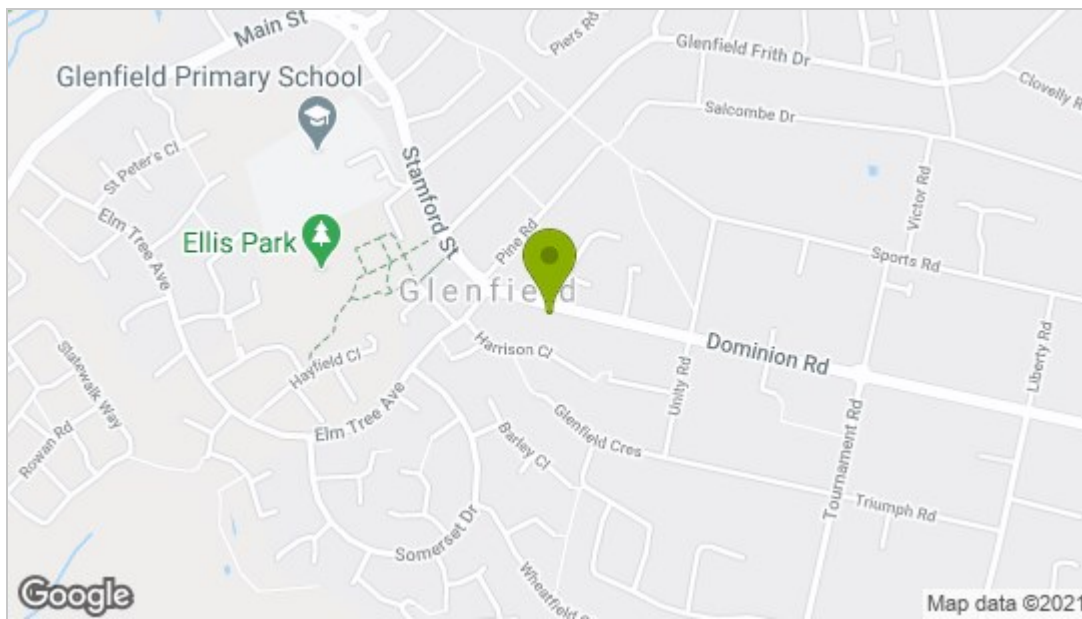 Main St
Piers Rd
Glenfield Frith Dr
Glenfield Primary School
Clovelly R
Salcombe Dr
St Peter's Cl
Stamford St
Victor Rd
Elm Tree Ave
Ellis Park
Pine Rd
Sports Rd
Glenfield
Dominion Rd
Harrison Cl
Hayfield Cl
Unity Rd
Liberty Rd
Slatewalk Way
Elm Tree Ave
Glenfield Cres
Rowan Rd
Barley Cl
Tournament Rd
Triumph Rd
Somerset Dr
Wheatfield
Google
Map data ©2021